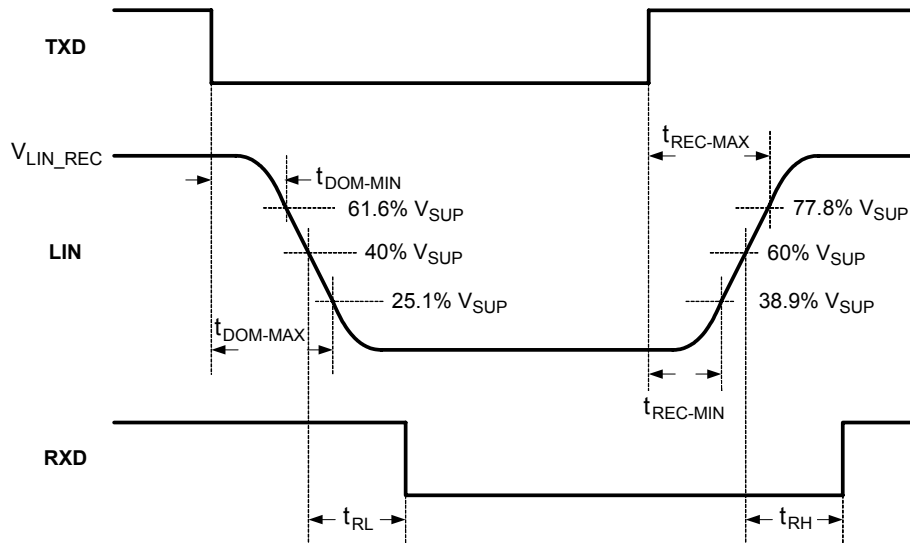 TXD
V_LIN_REC
t_REC-MAX
t_DOM-MIN
61.6% V_SUP
77.8% V_SUP
LIN
40% V_SUP
60% V_SUP
25.1% V_SUP
38.9% V_SUP
t_DOM-MAX
t_REC-MIN
RXD
t_RL
t_RH